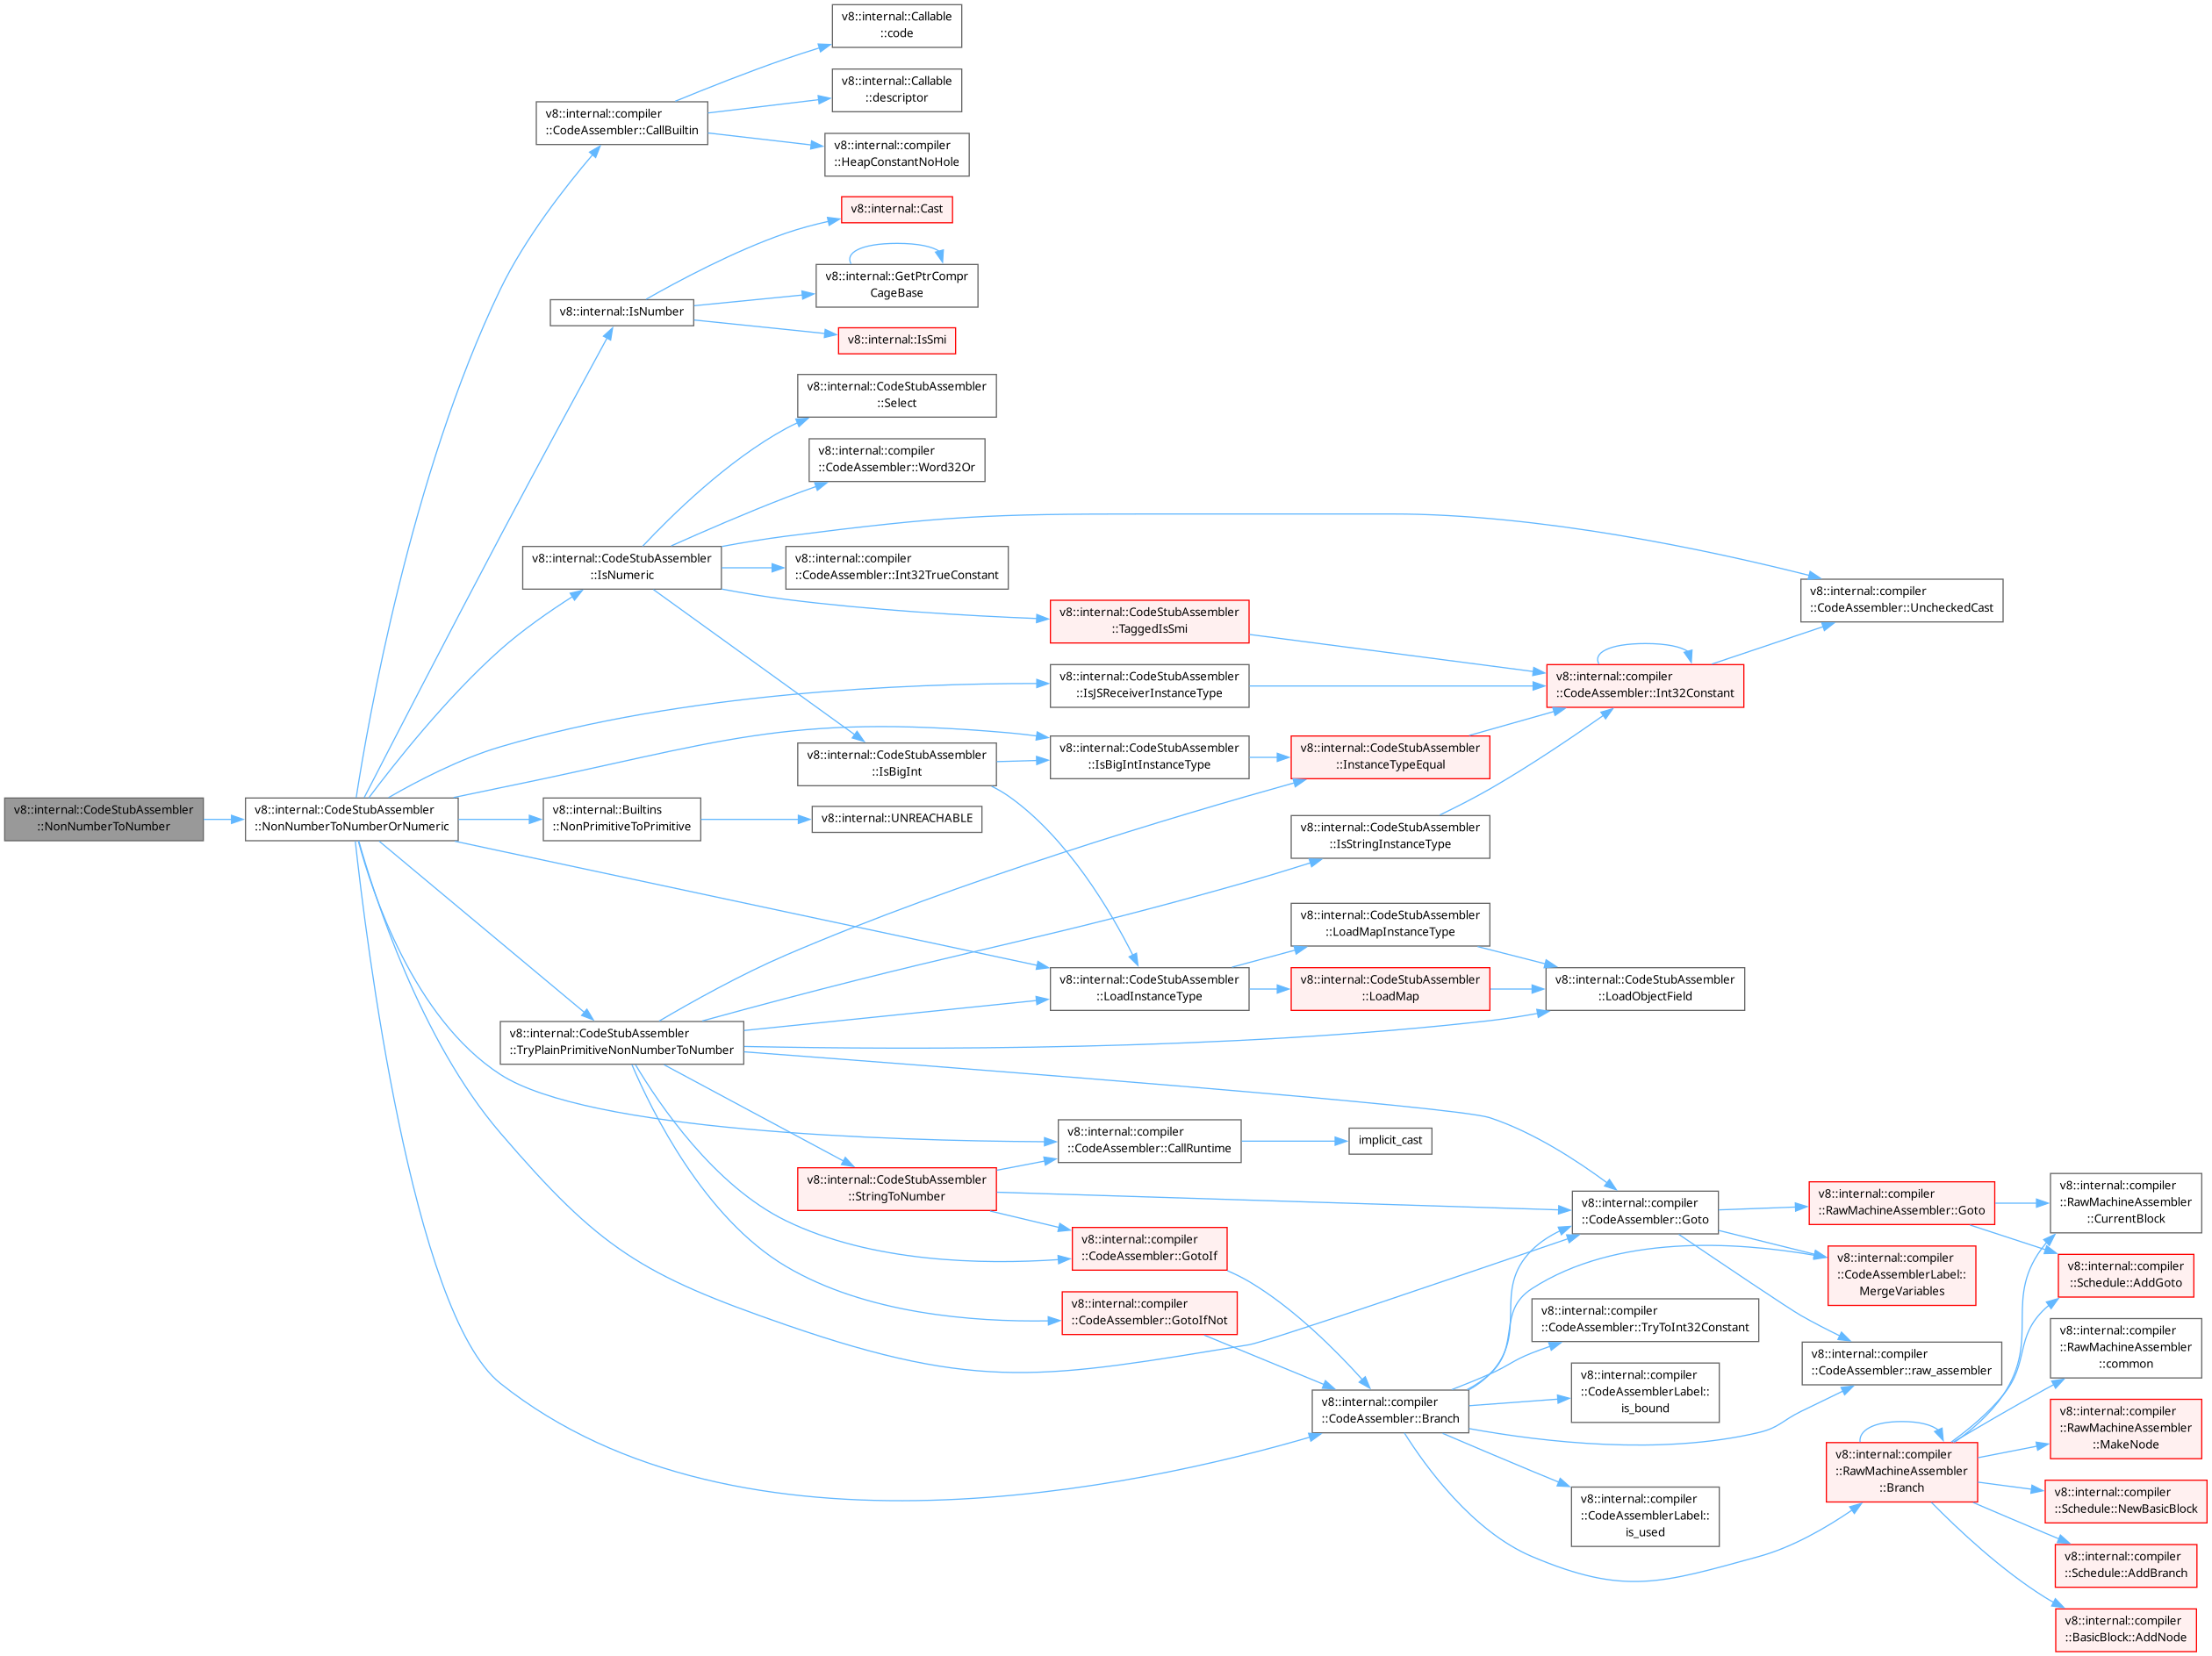 v8::internal::CodeStubAssembler
::NonNumberToNumber
v8::internal::CodeStubAssembler
::NonNumberToNumberOrNumeric
v8::internal::compiler
::CodeAssembler::CallBuiltin
v8::internal::Callable
::code
v8::internal::Callable
::descriptor
v8::internal::compiler
::HeapConstantNoHole
v8::internal::IsNumber
v8::internal::Cast
v8::internal::GetPtrCompr
CageBase
v8::internal::IsSmi
v8::internal::CodeStubAssembler
::IsNumeric
v8::internal::CodeStubAssembler
::Select
v8::internal::compiler
::CodeAssembler::Word32Or
v8::internal::compiler
::CodeAssembler::Int32TrueConstant
v8::internal::compiler
::CodeAssembler::UncheckedCast
v8::internal::CodeStubAssembler
::TaggedIsSmi
v8::internal::CodeStubAssembler
::IsJSReceiverInstanceType
v8::internal::compiler
::CodeAssembler::Int32Constant
v8::internal::CodeStubAssembler
::IsBigInt
v8::internal::CodeStubAssembler
::IsBigIntInstanceType
v8::internal::CodeStubAssembler
::InstanceTypeEqual
v8::internal::Builtins
::NonPrimitiveToPrimitive
v8::internal::UNREACHABLE
v8::internal::CodeStubAssembler
::IsStringInstanceType
v8::internal::CodeStubAssembler
::LoadMapInstanceType
v8::internal::CodeStubAssembler
::LoadInstanceType
v8::internal::CodeStubAssembler
::LoadMap
v8::internal::CodeStubAssembler
::LoadObjectField
v8::internal::CodeStubAssembler
::TryPlainPrimitiveNonNumberToNumber
v8::internal::compiler
::CodeAssembler::CallRuntime
implicit_cast
v8::internal::CodeStubAssembler
::StringToNumber
v8::internal::compiler
::CodeAssembler::GotoIf
v8::internal::compiler
::CodeAssembler::GotoIfNot
v8::internal::compiler
::CodeAssembler::Goto
v8::internal::compiler
::RawMachineAssembler::Goto
v8::internal::compiler
::RawMachineAssembler
::CurrentBlock
v8::internal::compiler
::CodeAssemblerLabel::
MergeVariables
v8::internal::compiler
::Schedule::AddGoto
v8::internal::compiler
::CodeAssembler::TryToInt32Constant
v8::internal::compiler
::CodeAssembler::raw_assembler
v8::internal::compiler
::RawMachineAssembler
::common
v8::internal::compiler
::CodeAssembler::Branch
v8::internal::compiler
::CodeAssemblerLabel::
is_bound
v8::internal::compiler
::RawMachineAssembler
::MakeNode
v8::internal::compiler
::RawMachineAssembler
::Branch
v8::internal::compiler
::CodeAssemblerLabel::
is_used
v8::internal::compiler
::Schedule::NewBasicBlock
v8::internal::compiler
::Schedule::AddBranch
v8::internal::compiler
::BasicBlock::AddNode